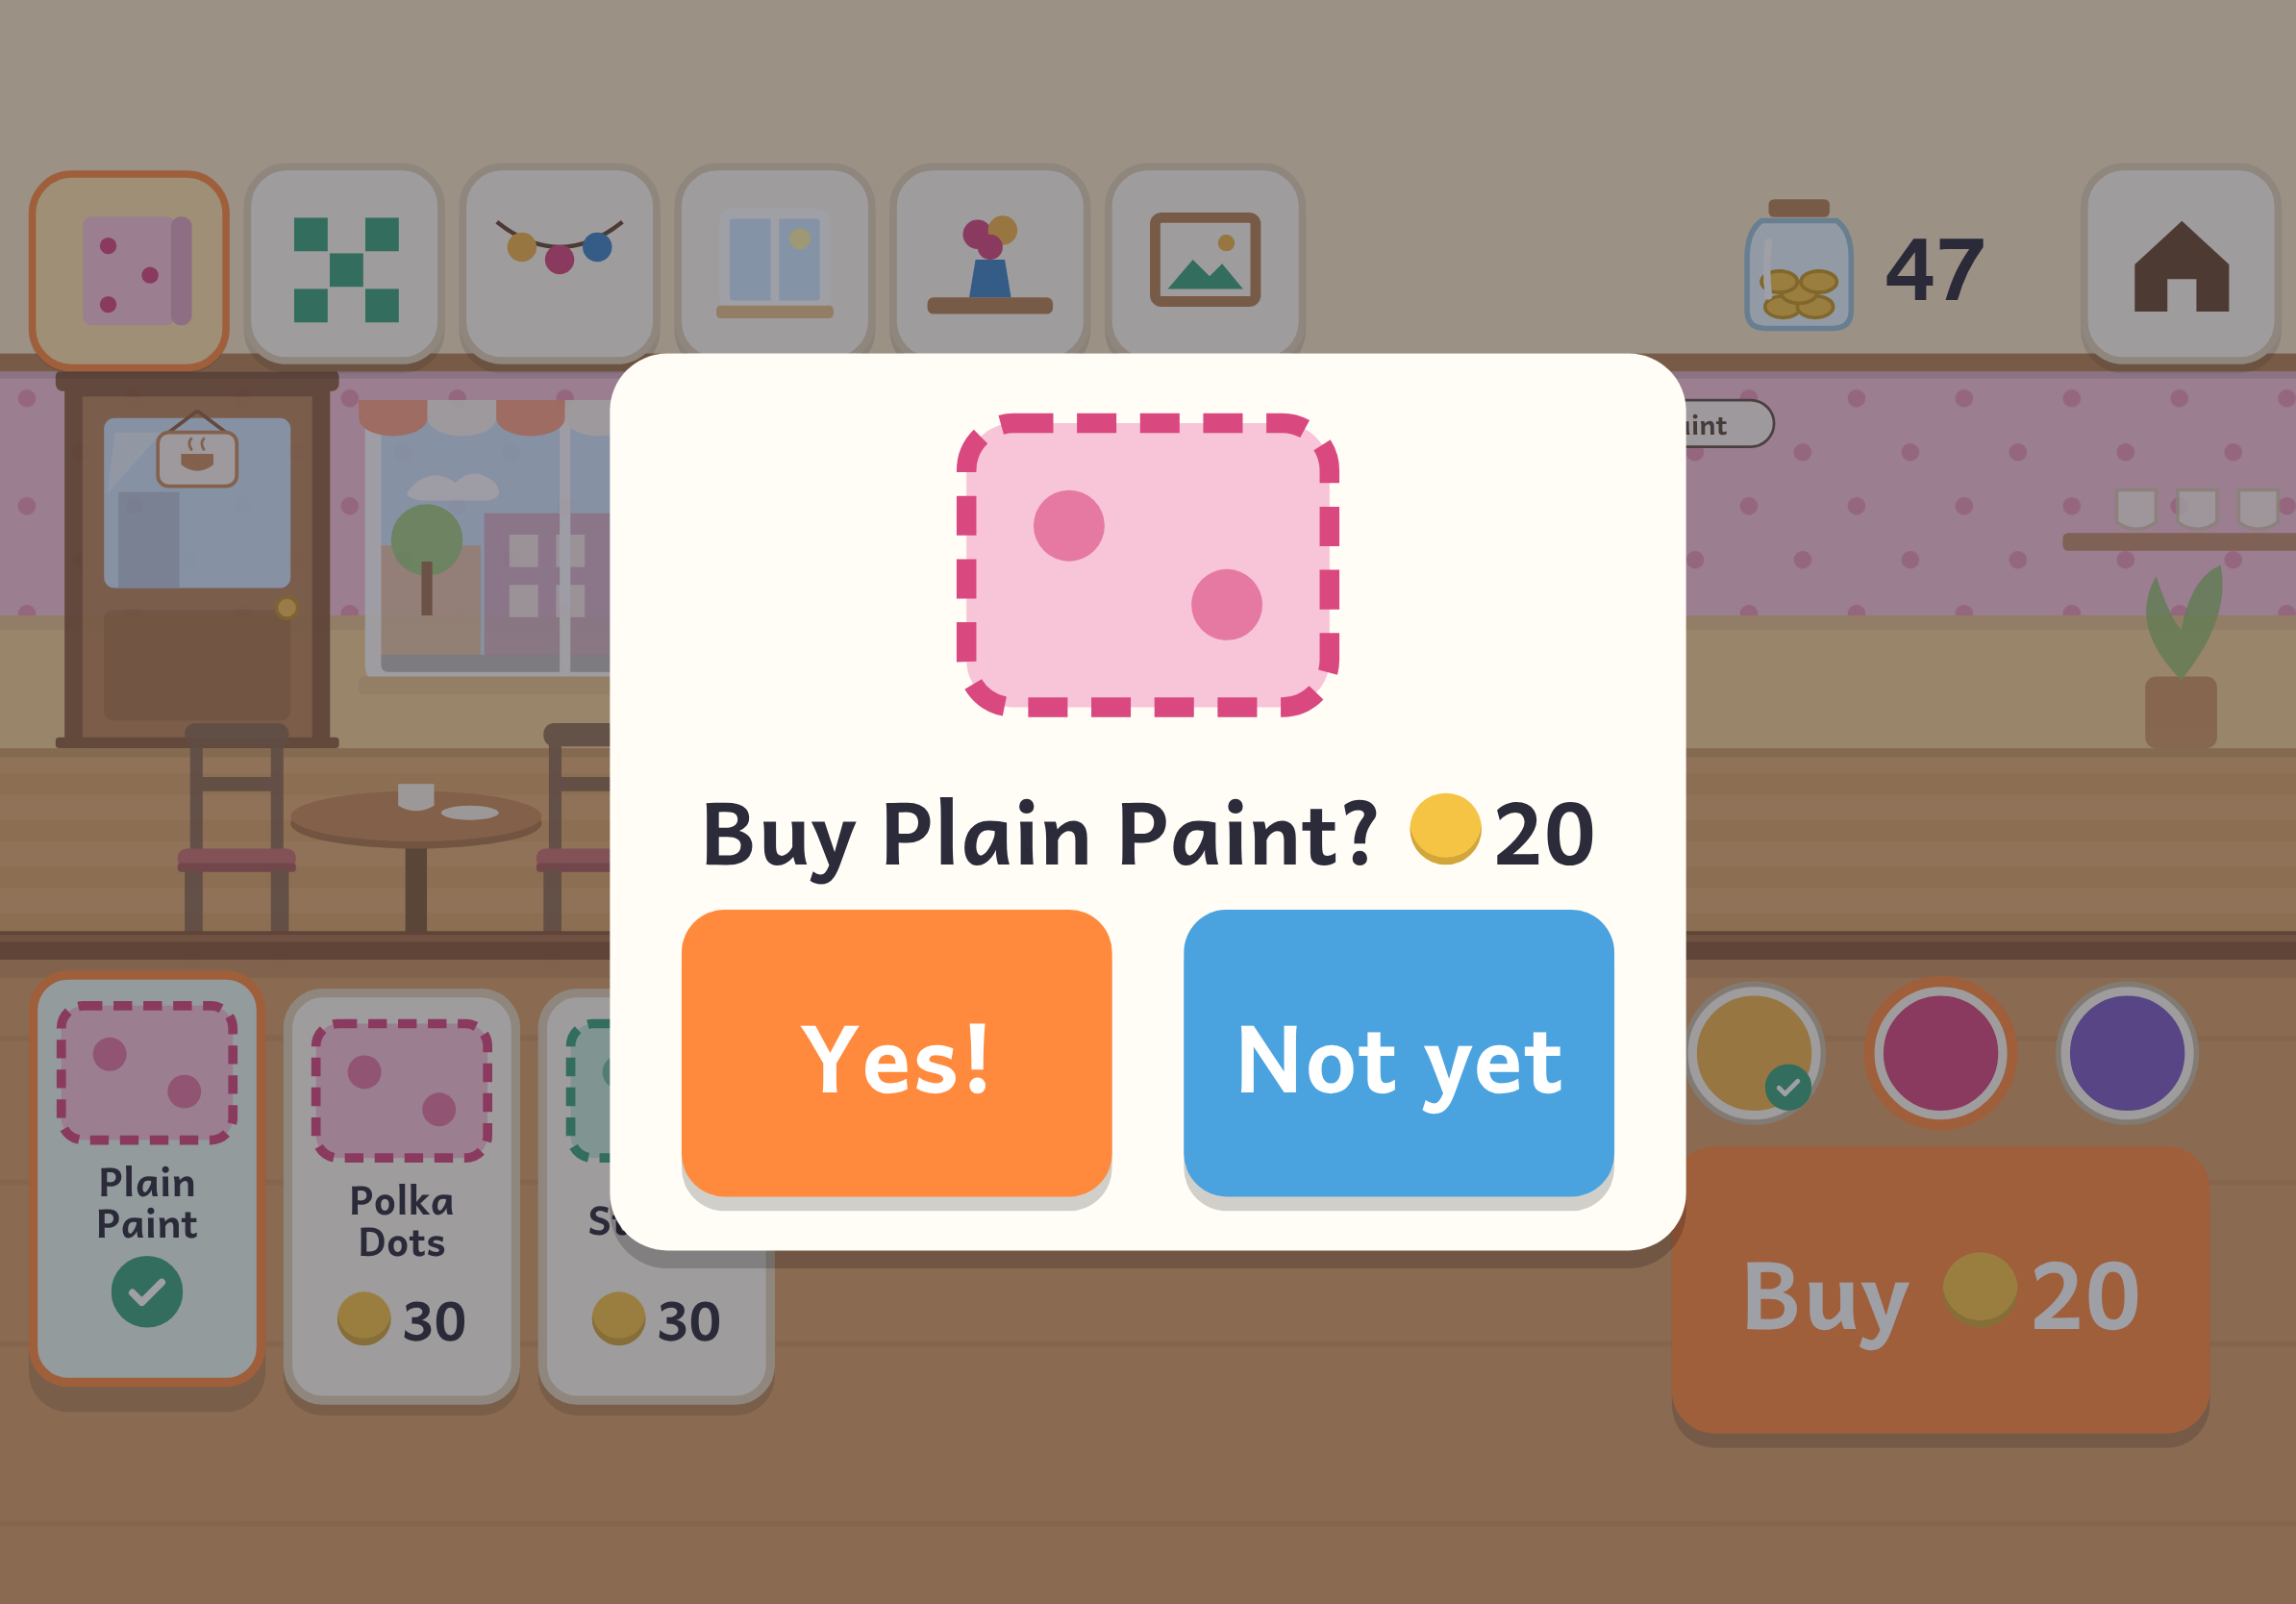 47
Buy Plain Paint? 20
Yes!
Not yet
Plain
Paint
Polka
Dots
30
30
Buy 20